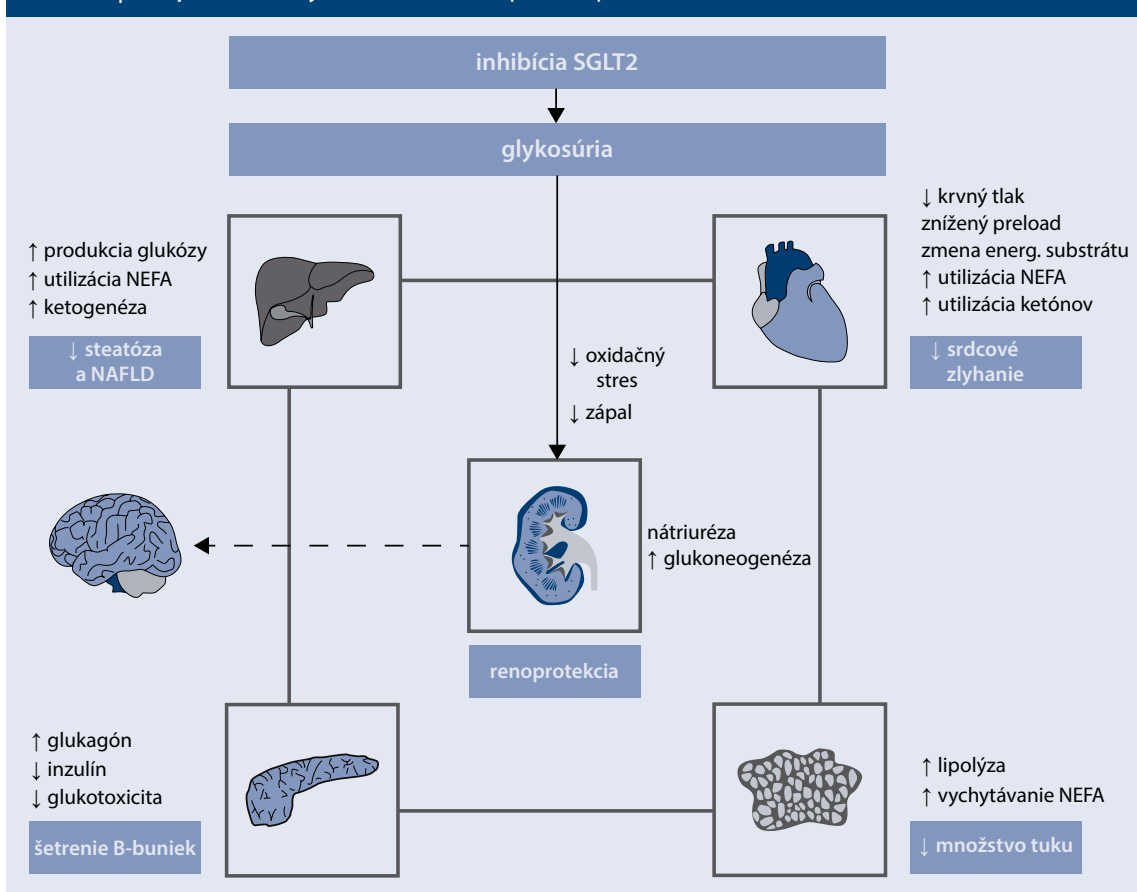 inhibícia SGLT2
glykosúria
↑ produkcia glukózy
↑ utilizácia NEFA
↑ ketogenéza
↓ steatóza
a NAFLD
↓ krvný tlak
znížený preload
zmena energ. substrátu
↑ utilizácia NEFA
↑ utilizácia ketónov
↓ srdcové
zlyhanie
↓ oxidačný
stres
↓ zápal
nátriuréza
↑ glukoneogenéza
renoprotekcia
↑ glukagón
↓ inzulín
↓ glukotoxicita
šetrenie B-buniek
↑ lipolýza
↑ vychytávanie NEFA
↓ množstvo tuku